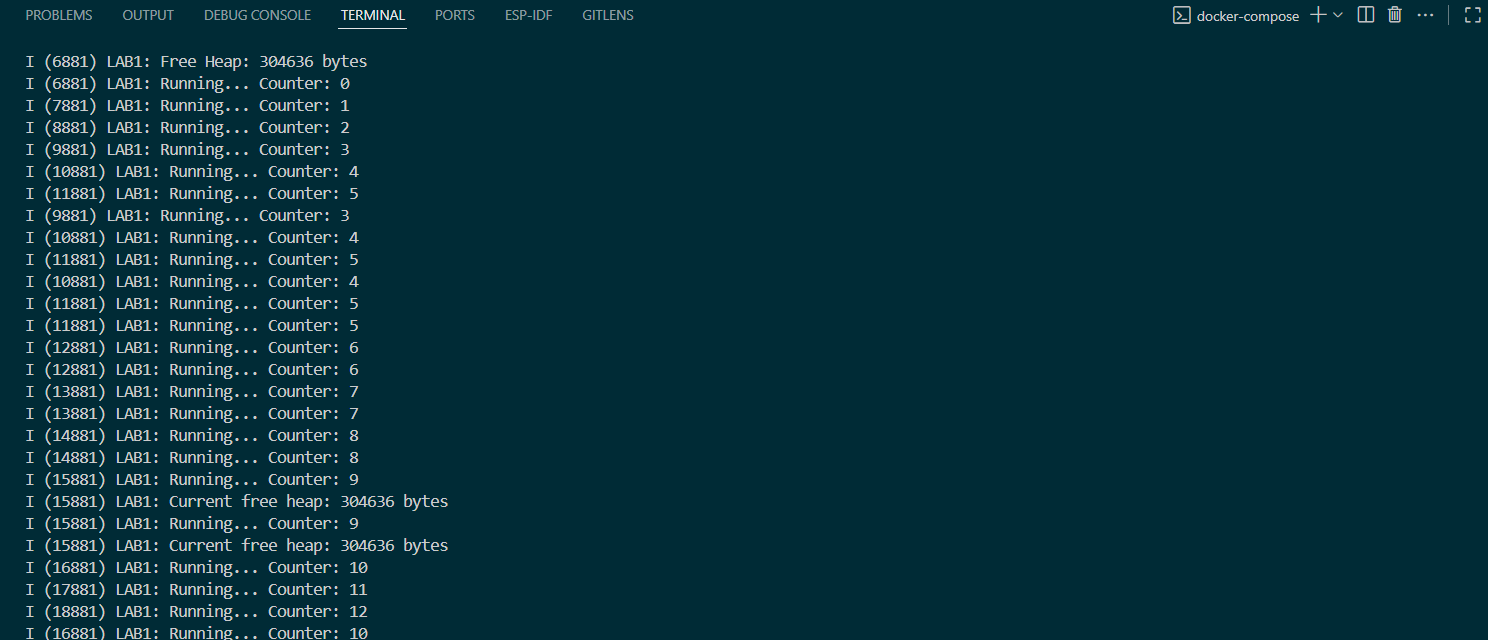 PROBLEMS OUTPUT DEBUG CONSOLE TERMINAL PORTS ESP-IDF GITLENS docker-compose
I (6881) LAB1: Free Heap: 304636 bytes
I (6881) LAB1: Running... Counter: 0
I (7881) LAB1: Running... Counter: 1
I (8881) LAB1: Running... Counter: 2
I (9881) LAB1: Running... Counter: 3
I (10881) LAB1: Running... Counter: 4
I (11881) LAB1: Running... Counter: 5
I (9881) LAB1: Running... Counter: 3
I (10881) LAB1: Running... Counter: 4
I (11881) LAB1: Running... Counter: 5
I (10881) LAB1: Running... Counter: 4
I (11881) LAB1: Running... Counter: 5
I (11881) LAB1: Running... Counter: 5
I (12881) LAB1: Running... Counter: 6
I (12881) LAB1: Running... Counter: 6
I (13881) LAB1: Running... Counter: 7
I (13881) LAB1: Running... Counter: 7
I (14881) LAB1: Running... Counter: 8
I (14881) LAB1: Running... Counter: 8
I (15881) LAB1: Running... Counter: 9
I (15881) LAB1: Current free heap: 304636 bytes
I (15881) LAB1: Running... Counter: 9
I (15881) LAB1: Current free heap: 304636 bytes
I (16881) LAB1: Running... Counter: 10
I (17881) LAB1: Running... Counter: 11
I (18881) LAB1: Running... Counter: 12
I (16881) LAB1: Running... Counter: 10